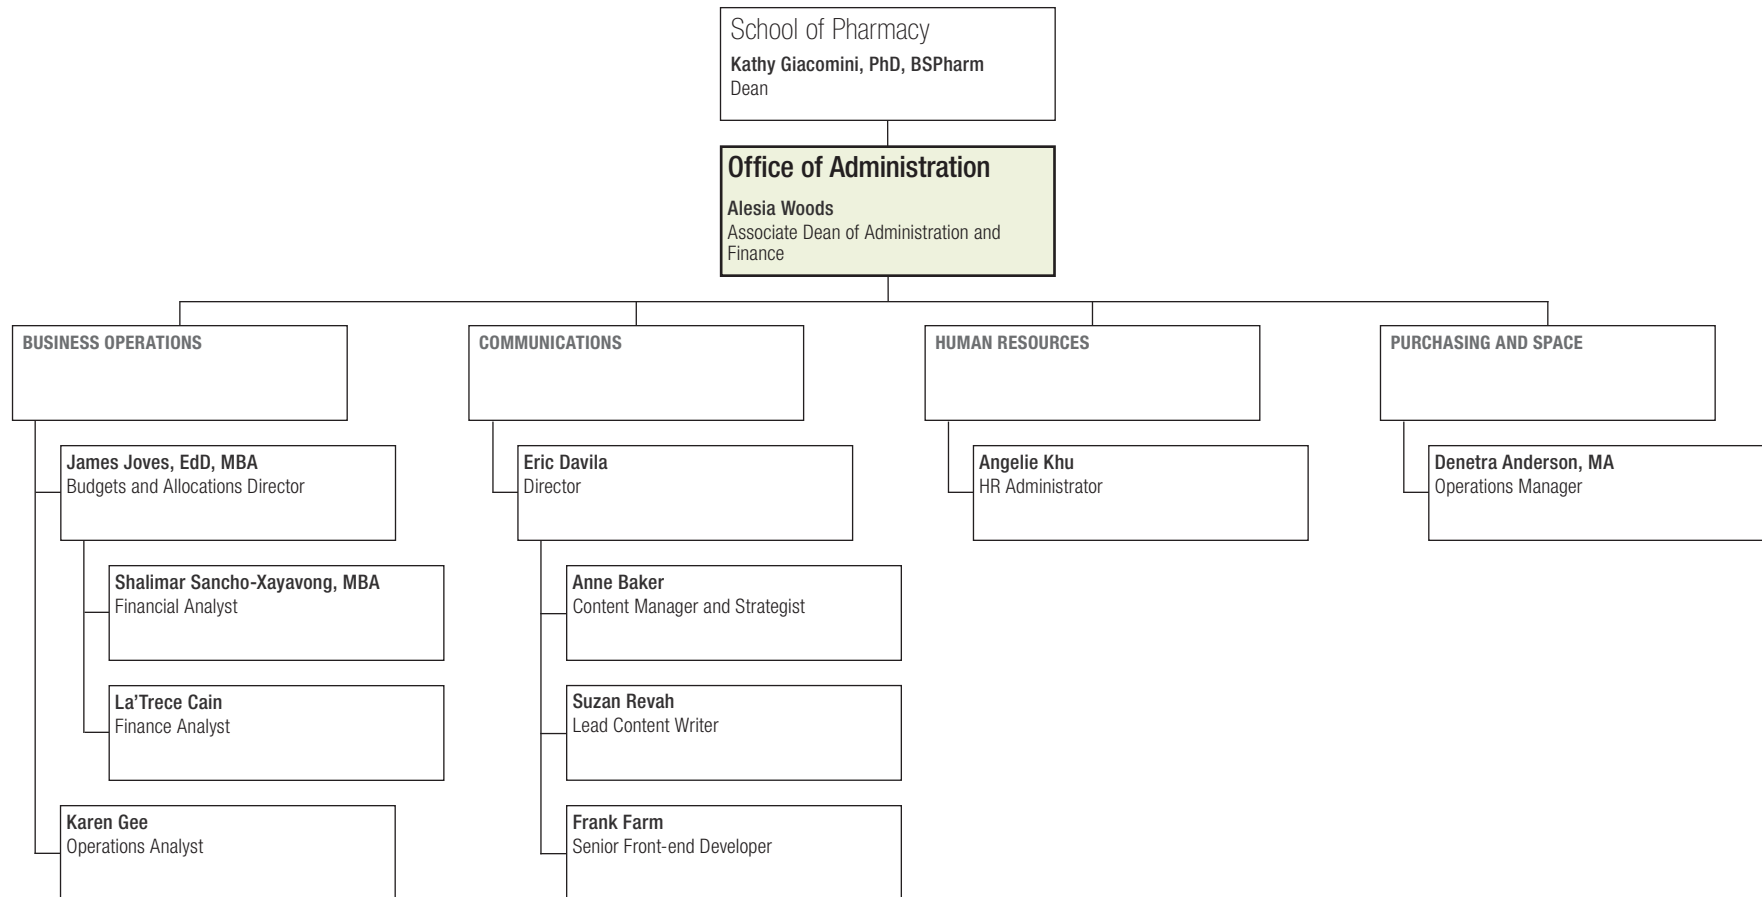 School of Pharmacy
Kathy Giacomini, PhD, BSPharm
Dean
Office of Administration
Alesia Woods
Associate Dean of Administration and
Finance
BUSINESS OPERATIONS
James Joves, EdD, MBA
Budgets and Allocations Director
Shalimar Sancho-Xayavong, MBA
Financial Analyst
La’Trece Cain
Finance Analyst
Karen Gee
Operations Analyst
COMMUNICATIONS
Eric Davila
Director
Anne Baker
Content Manager and Strategist
Suzan Revah
Lead Content Writer
Frank Farm
Senior Front-end Developer
HUMAN RESOURCES
Angelie Khu
HR Administrator
PURCHASING AND SPACE
Denetra Anderson, MA
Operations Manager